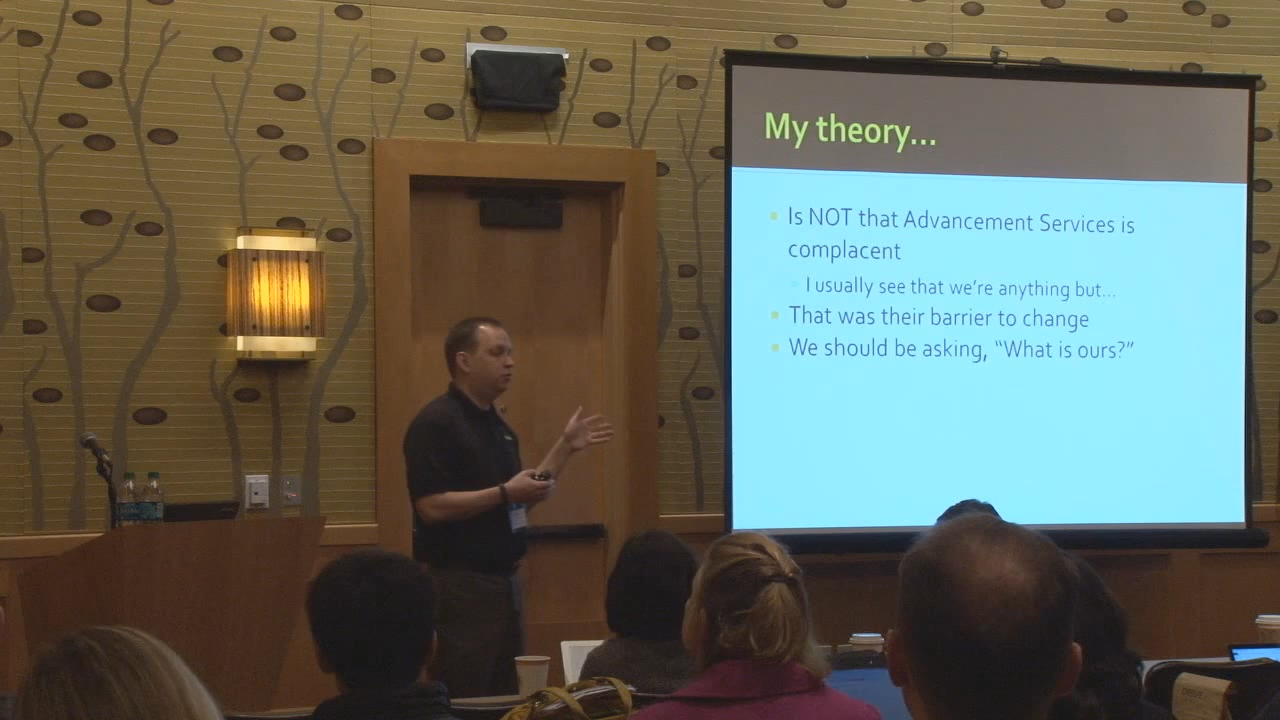 My theory...
Is NOT that Advancement Services is
complacent
I usually see that we're anything but...
That was their barrier to change
We should be asking, "What is ours?"